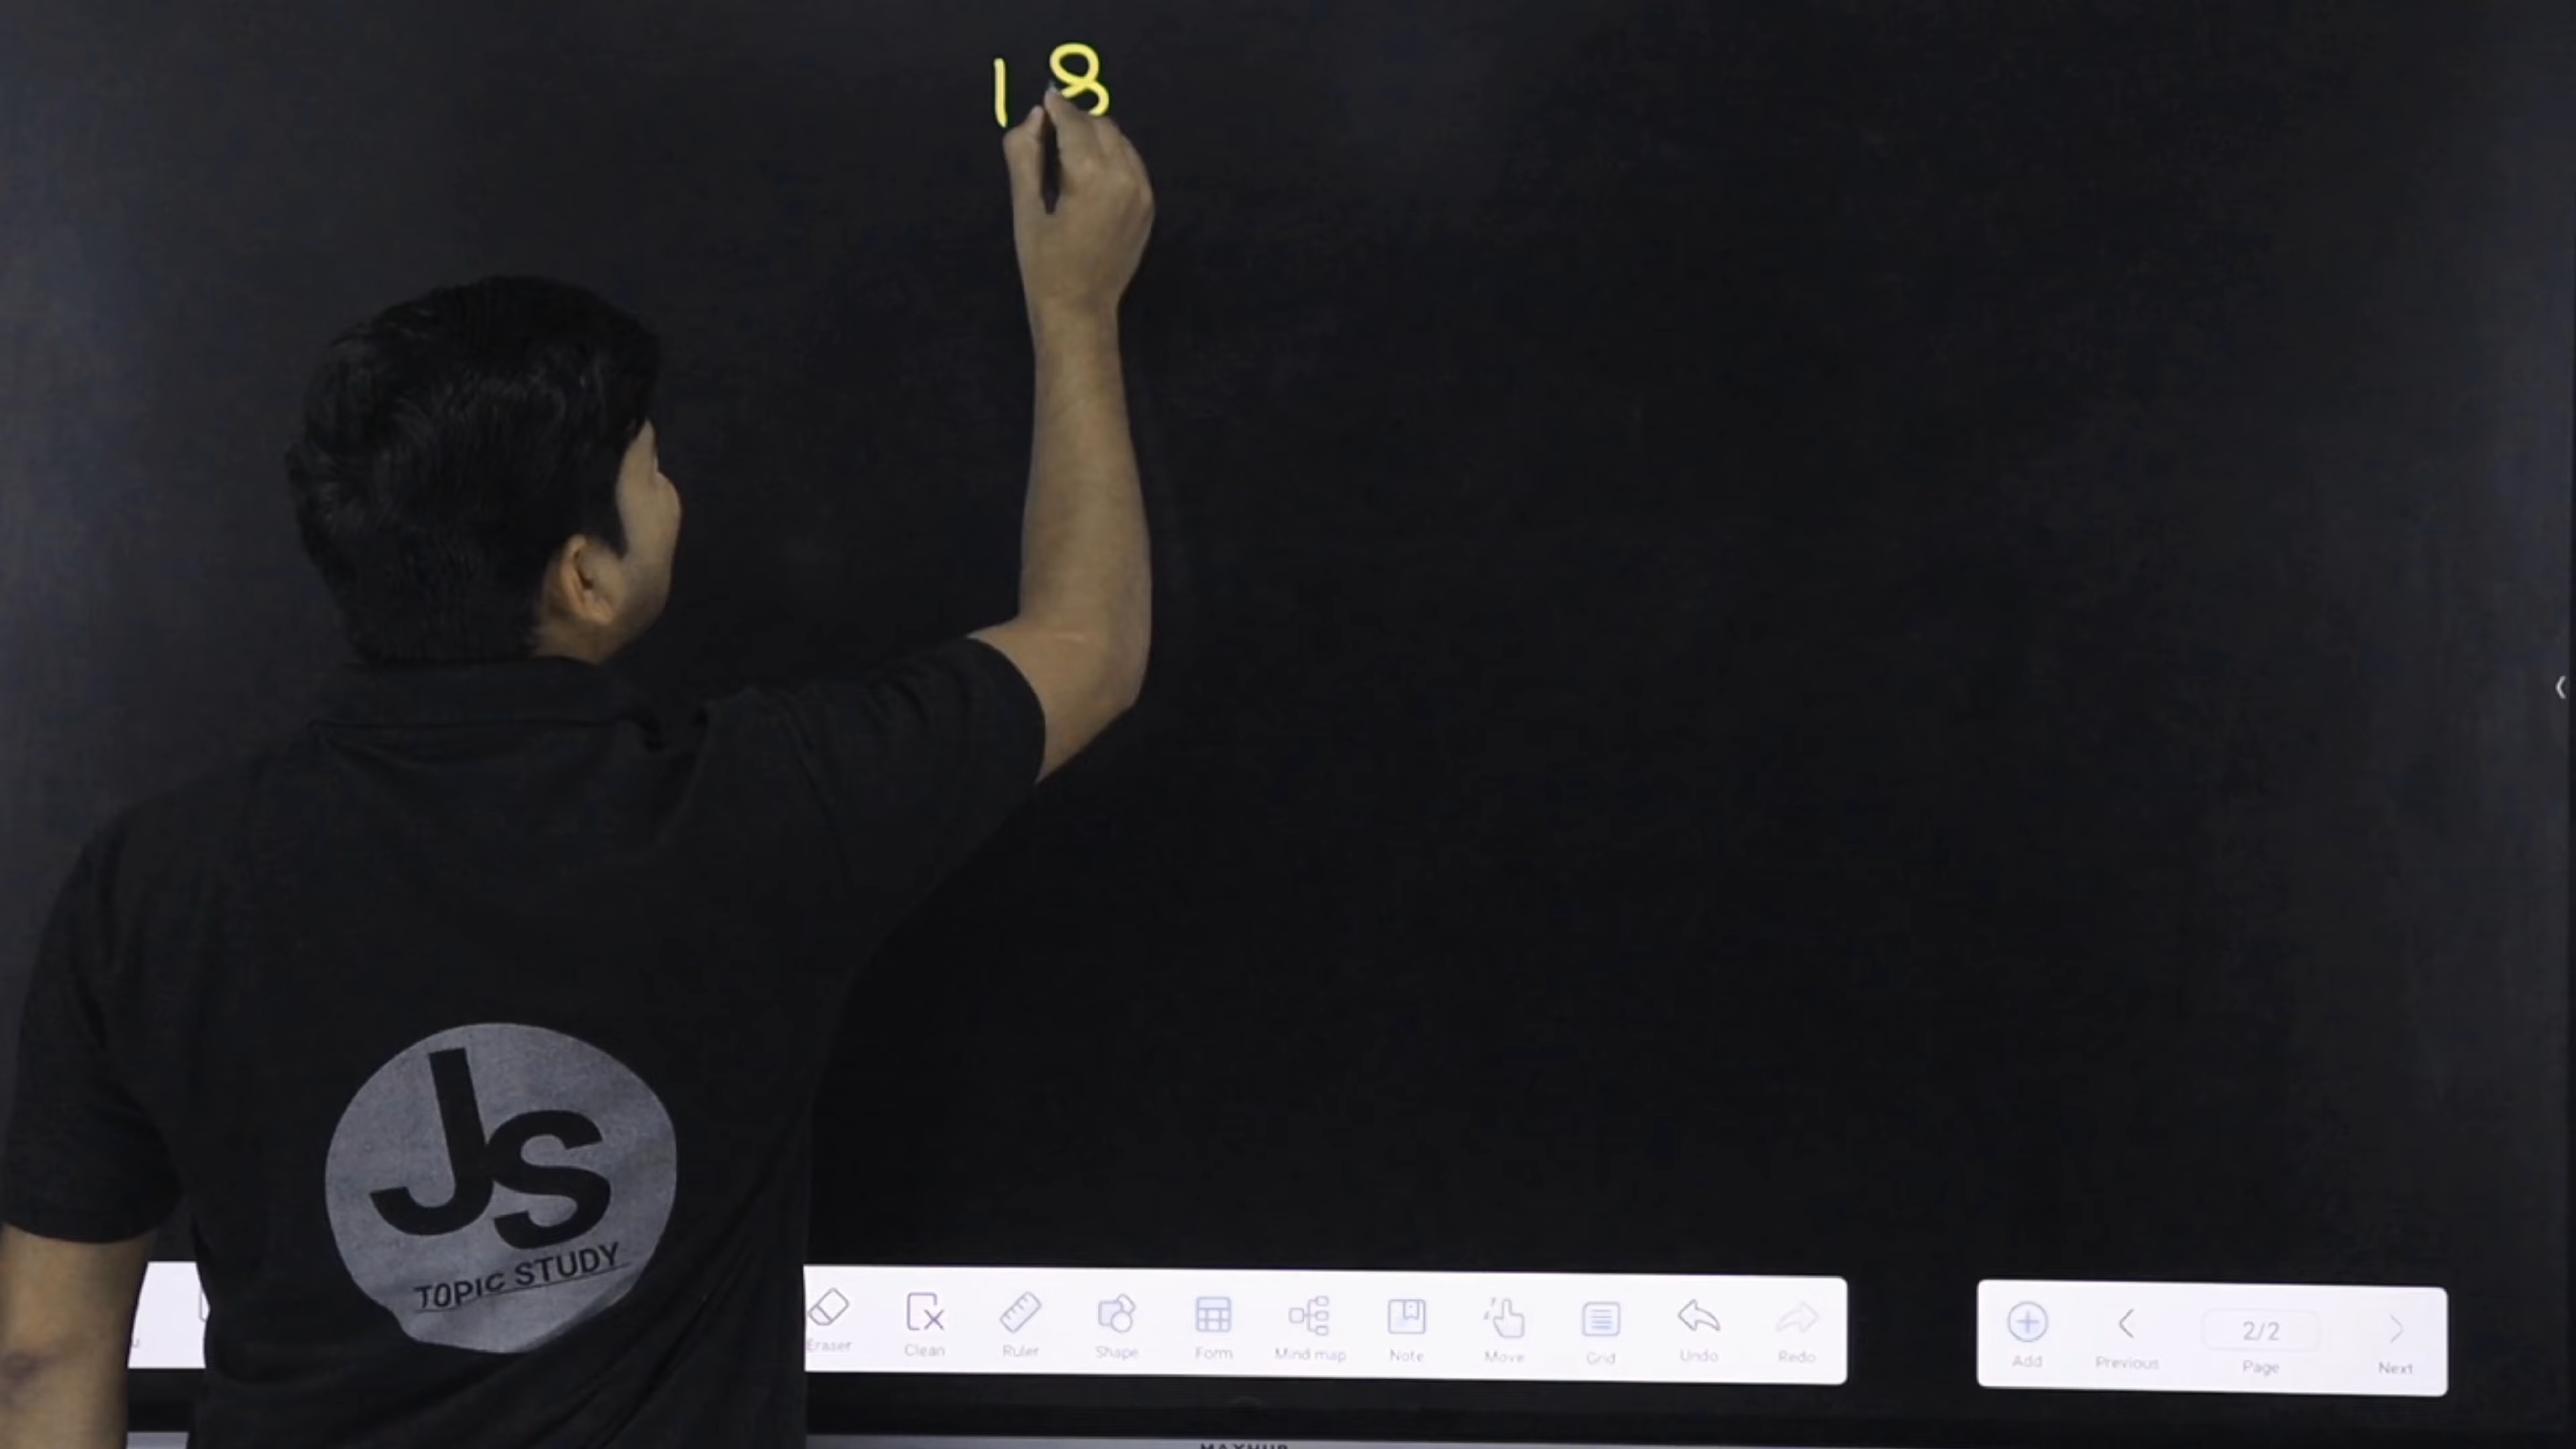 18
JS
TOPIC STUDY
Eraser
Clean
Ruler
Shape
Form
Mind map
Note
Move
Grid
Undo
Redo
Add
Previous
2/2
Page
Next